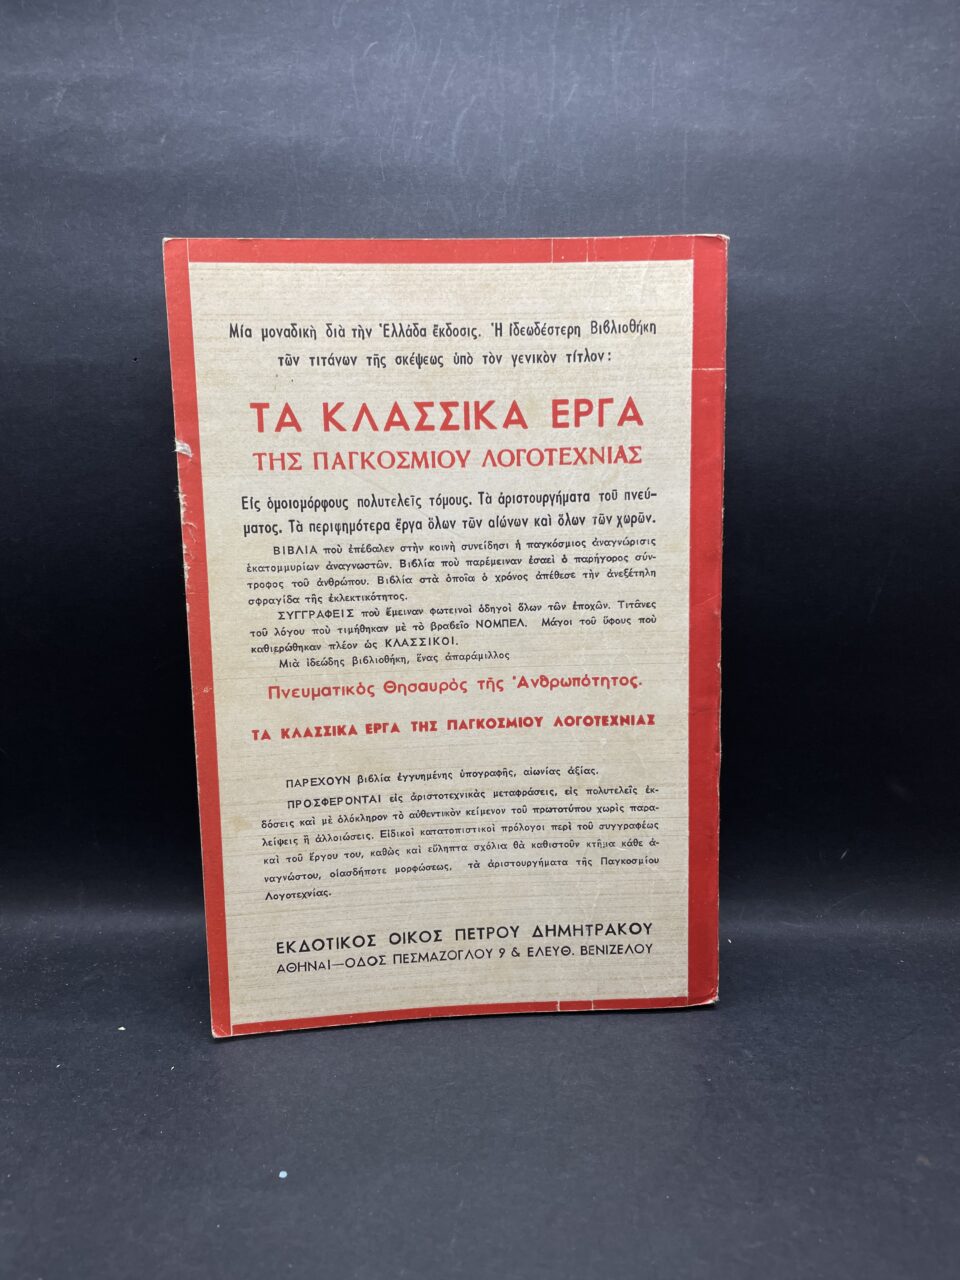 Μία μοναδικὴ διὰ τὴν Ἑλλάδα ἔκδοσις. Ἡ ἰδεωδέστερη Βιβλιοθήκη
τῶν τιτάνων τῆς σκέψεως ὑπὸ τὸν γενικὸν τίτλον:
ΤΑ ΚΛΑΣΣΙΚΑ ΕΡΓΑ
ΤΗΣ ΠΑΓΚΟΣΜΙΟΥ ΛΟΓΟΤΕΧΝΙΑΣ
Εἰς ὁμοιομόρφους πολυτελεῖς τόμους. Τὰ ἀριστουργήματα τοῦ πνεύ-
ματος. Τὰ περιφημότερα ἔργα ὅλων τῶν αἰώνων καὶ ὅλων τῶν χωρῶν.
ΒΙΒΛΙΑ ποὺ ἐπέβαλεν στὴν κοινὴ συνείδησι ἡ παγκόσμιος ἀναγνώρισις
ἑκατομμυρίων ἀναγνωστῶν. Βιβλία ποὺ παρέμειναν ἐσαεὶ ὁ παρήγορος σύν-
τροφος τοῦ ἀνθρώπου. Βιβλία στὰ ὁποῖα ὁ χρόνος ἀπέθεσε τὴν ἀνεξέτηλη
σφραγίδα τῆς ἐκλεκτικότητος.
ΣΥΓΓΡΑΦΕΙΣ ποὺ ἔμειναν φωτεινοὶ ὁδηγοὶ ὅλων τῶν ἐποχῶν. Τιτᾶνες
τοῦ λόγου ποὺ τιμήθηκαν μὲ τὸ βραβεῖο ΝΟΜΠΕΛ. Μάγοι τοῦ ὕφους ποὺ
καθιερώθηκαν πλέον ὡς ΚΛΑΣΣΙΚΟΙ.
Μιὰ ἰδεώδης βιβλιοθήκη, ἕνας ἀπαράμιλλος
Πνευματικὸς Θησαυρὸς τῆς Ἀνθρωπότητος.
ΤΑ ΚΛΑΣΣΙΚΑ ΕΡΓΑ ΤΗΣ ΠΑΓΚΟΣΜΙΟΥ ΛΟΓΟΤΕΧΝΙΑΣ
ΠΑΡΕΧΟΥΝ βιβλία ἐγγυημένης ὑπογραφῆς, αἰωνίας ἀξίας.
ΠΡΟΣΦΕΡΟΝΤΑΙ εἰς ἀριστοτεχνικὰς μεταφράσεις, εἰς πολυτελεῖς ἐκ-
δόσεις καὶ μὲ ὁλόκληρον τὸ αὐθεντικὸν κείμενον τοῦ πρωτοτύπου χωρὶς παρα-
λείψεις ἢ ἀλλοιώσεις. Εἰδικοὶ κατατοπιστικοὶ πρόλογοι περὶ τοῦ συγγραφέως
καὶ τοῦ ἔργου του, καθὼς καὶ εὔληπτα σχόλια θὰ καθιστοῦν κτῆμα κάθε ἀ-
ναγνώστου, οἱασδήποτε μορφώσεως, τὰ ἀριστουργήματα τῆς Παγκοσμίου
Λογοτεχνίας.
ΕΚΔΟΤΙΚΟΣ ΟΙΚΟΣ ΠΕΤΡΟΥ ΔΗΜΗΤΡΑΚΟΥ
ΑΘΗΝΑΙ—ΟΔΟΣ ΠΕΣΜΑΖΟΓΛΟΥ 9 & ΕΛΕΥΘ. ΒΕΝΙΖΕΛΟΥ